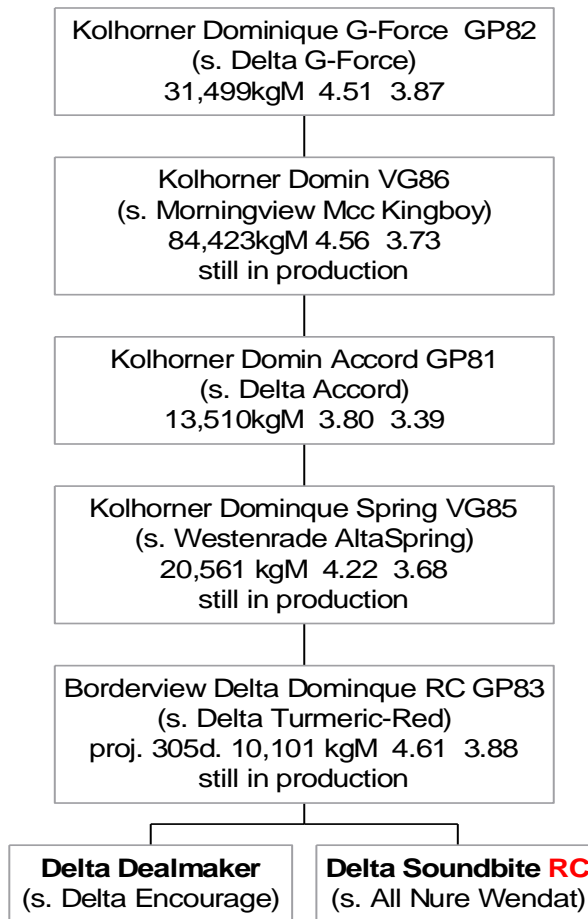 Kolhorner Dominique G-Force GP82
(s. Delta G-Force)
31,499kgM 4.51 3.87
Kolhorner Domin VG86
(s. Morningview Mcc Kingboy)
84,423kgM 4.56 3.73
still in production
Kolhorner Domin Accord GP81
(s. Delta Accord)
13,510kgM 3.80 3.39
Kolhorner Dominque Spring VG85
(s. Westenrade AltaSpring)
20,561 kgM 4.22 3.68
still in production
Borderview Delta Dominque RC GP83
(s. Delta Turmeric-Red)
proj. 305d. 10,101 kgM 4.61 3.88
still in production
Delta Dealmaker
(s. Delta Encourage)
Delta Soundbite RC
(s. All Nure Wendat)